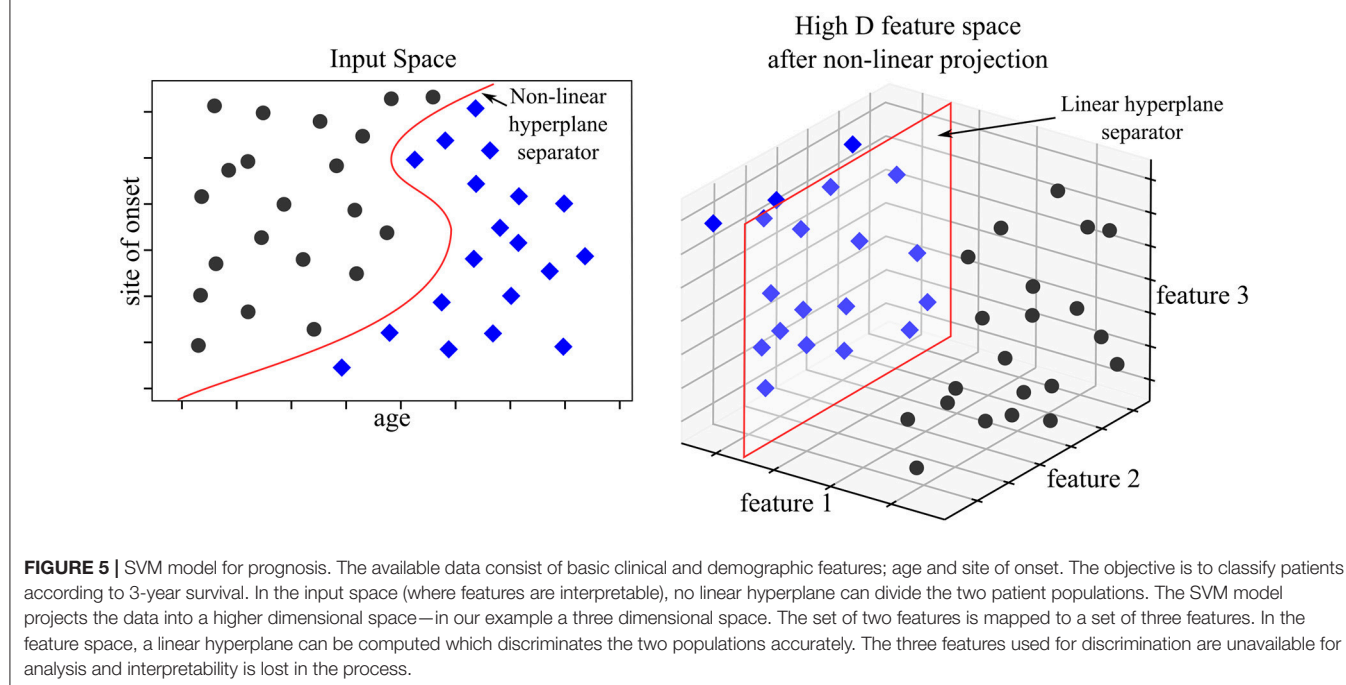 Input Space
Non-linear
hyperplane
separator
site of onset
age
High D feature space
after non-linear projection
Linear hyperplane
separator
feature 3
feature 2
feature 1
FIGURE 5 | SVM model for prognosis. The available data consist of basic clinical and demographic features; age and site of onset. The objective is to classify patients
according to 3-year survival. In the input space (where features are interpretable), no linear hyperplane can divide the two patient populations. The SVM model
projects the data into a higher dimensional space—in our example a three dimensional space. The set of two features is mapped to a set of three features. In the
feature space, a linear hyperplane can be computed which discriminates the two populations accurately. The three features used for discrimination are unavailable for
analysis and interpretability is lost in the process.